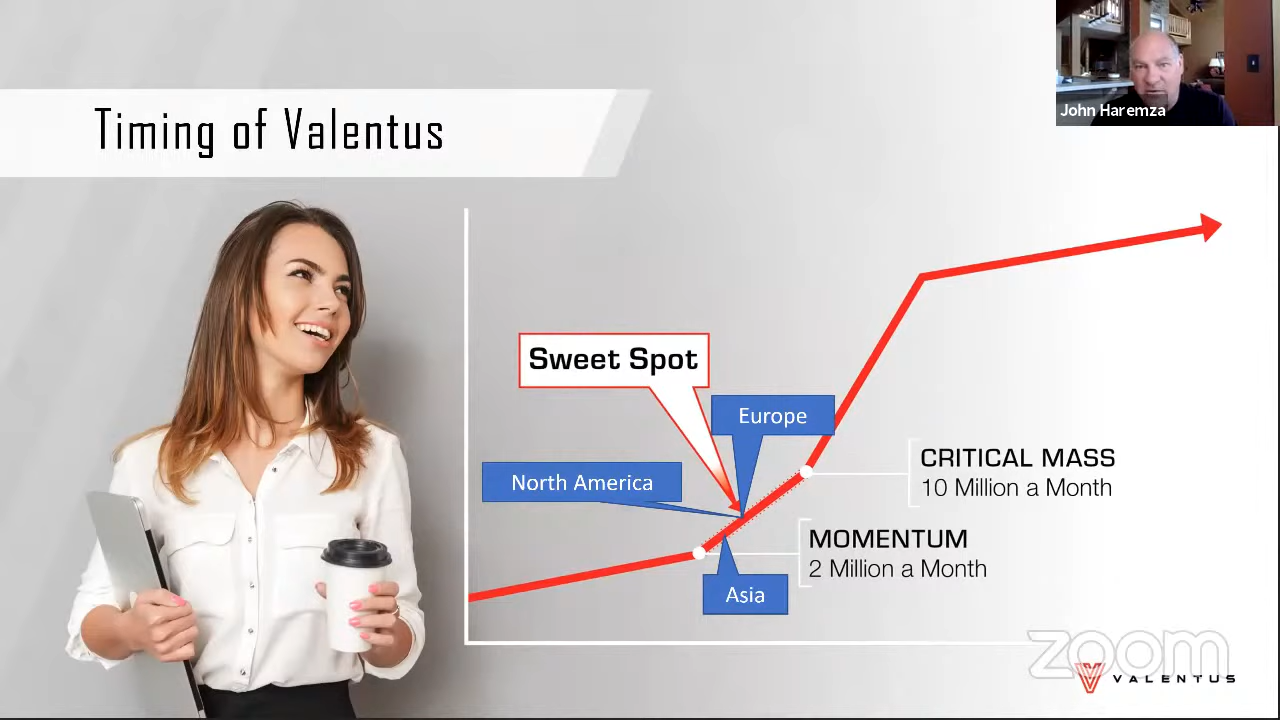 John Haremza
Timing of Valentus
Sweet Spot
Europe
North America
CRITICAL MASS
10 Million a Month
MOMENTUM
2 Million a Month
Asia
zoom
VALENTUS